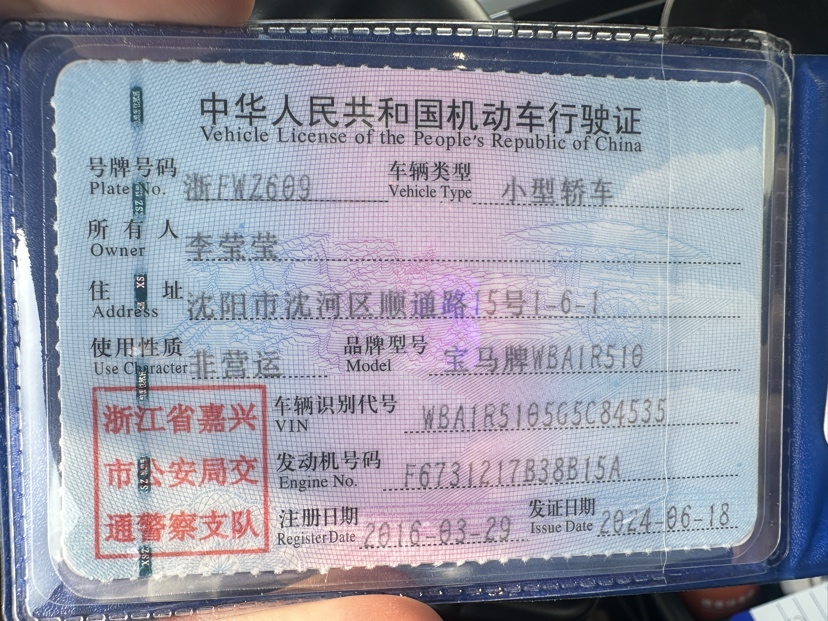 中华人民共和国机动车行驶证
Vehicle License of the People's Republic of China
号牌号码 浙FWZ609 车辆类型 小型轿车
Plate No. Vehicle Type
所有人 李莹莹
Owner
住址 沈阳市沈河区顺通路15号1-6-1
Address
使用性质 非营运 品牌型号 宝马牌WBA1R510
Use Character Model
浙江省嘉兴
市公安局交
通警察支队
车辆识别代号 WBA1R5105G5C84535
VIN
发动机号码 F6731217B38B15A
Engine No.
注册日期 2016-03-29 发证日期 2024-06-18
Register Date Issue Date